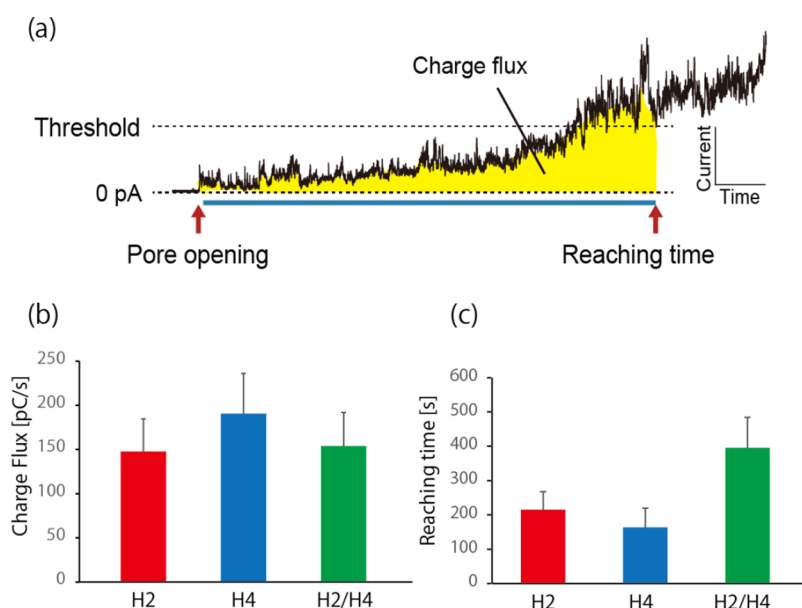 (a)
Charge flux
Threshold
0 pA
Current
Time
Pore opening
Reaching time
(b)
Charge Flux [pC/s]
250
200
150
100
50
0
H2
H4
H2/H4
(c)
Reaching time [s]
600
500
400
300
200
100
0
H2
H4
H2/H4